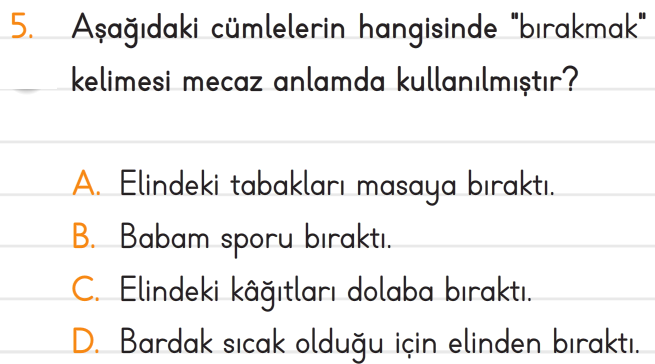 5. Aşağıdaki cümlelerin hangisinde "bırakmak"
kelimesi mecaz anlamda kullanılmıştır?
A. Elindeki tabakları masaya bıraktı.
B. Babam sporu bıraktı.
C. Elindeki kâğıtları dolaba bıraktı.
D. Bardak sıcak olduğu için elinden bıraktı.